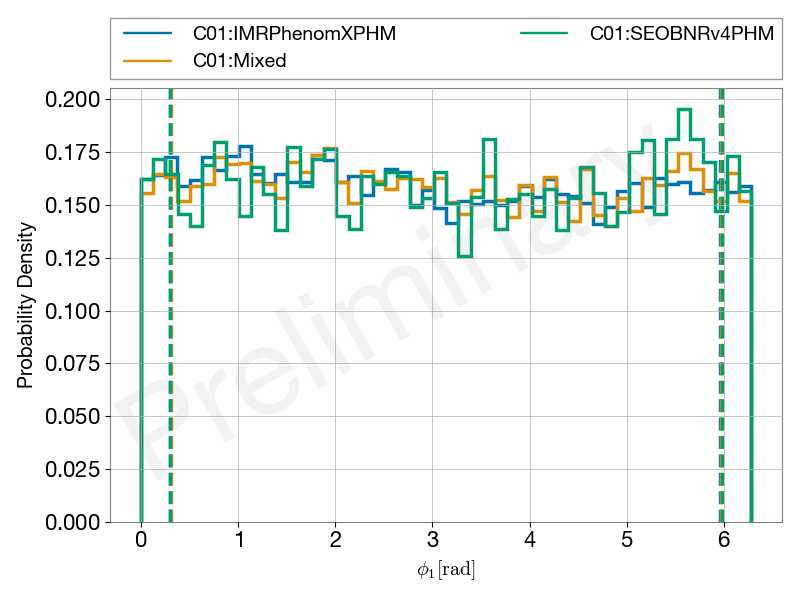 C01:IMRPhenomXPHM
C01:Mixed
C01:SEOBNRv4PHM
0.200
0.175
0.150
0.125
0.100
0.075
0.050
0.025
0.000
Probability Density
Preliminary
0 1 2 3 4 5 6
ϕ₁[rad]